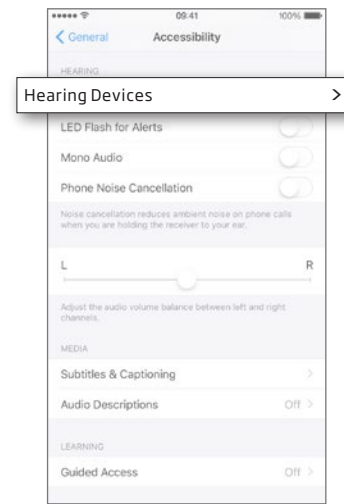 09:41 100%
General Accessibility
HEARING
Hearing Devices
LED Flash for Alerts
Mono Audio
Phone Noise Cancellation
Noise cancellation reduces ambient noise on phone calls
when you are holding the receiver to your ear.
L R
Adjust the audio volume balance between left and right
channels.
MEDIA
Subtitles & Captioning
Audio Descriptions Off
LEARNING
Guided Access Off